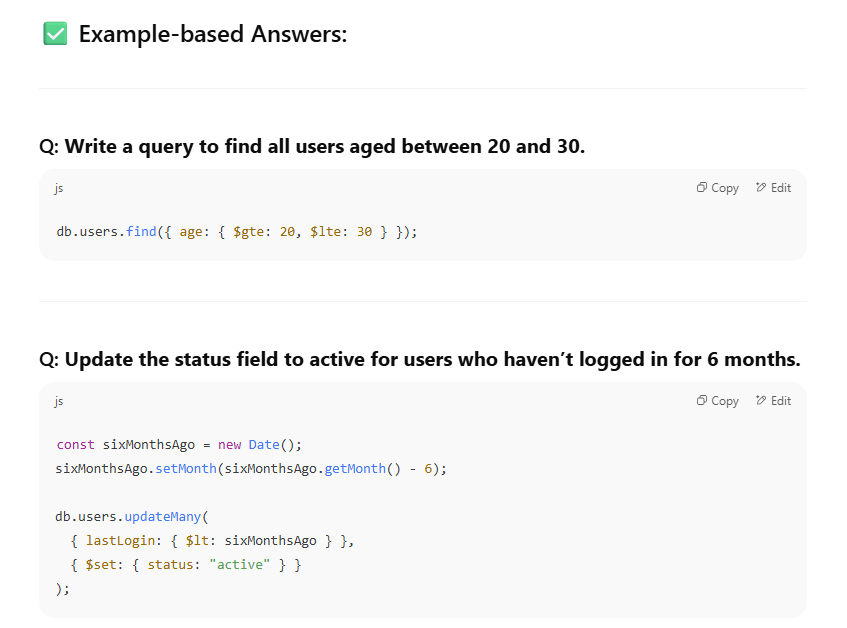 ✅ Example-based Answers:
Q: Write a query to find all users aged between 20 and 30.
js Copy Edit
db.users.find({ age: { $gte: 20, $lte: 30 } });
Q: Update the status field to active for users who haven’t logged in for 6 months.
js Copy Edit
const sixMonthsAgo = new Date();
sixMonthsAgo.setMonth(sixMonthsAgo.getMonth() - 6);
db.users.updateMany(
  { lastLogin: { $lt: sixMonthsAgo } },
  { $set: { status: "active" } }
);